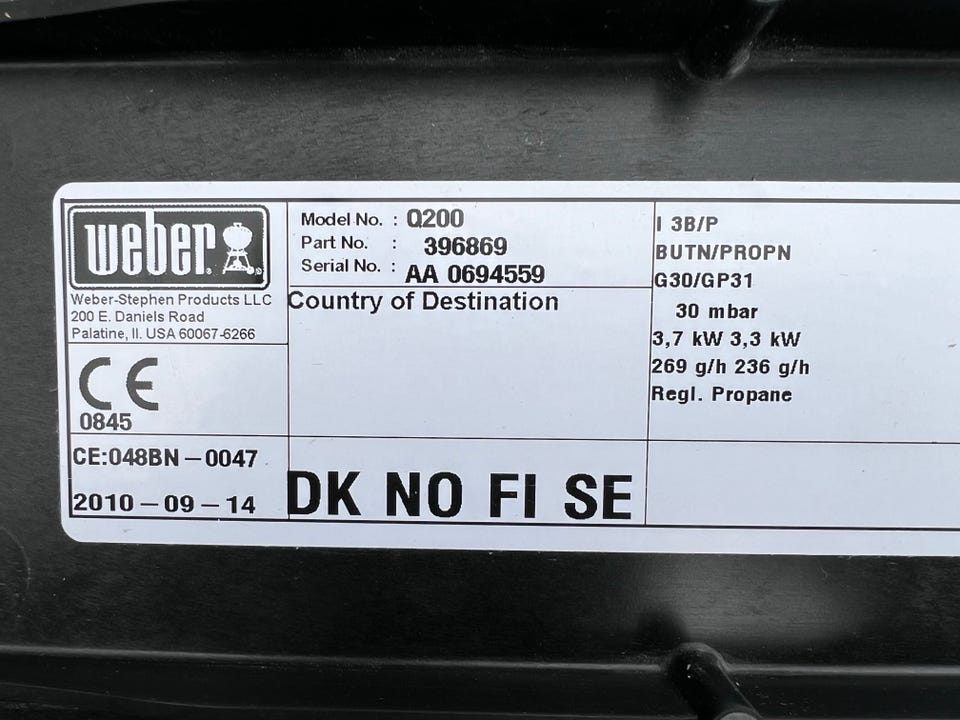 weber
Weber-Stephen Products LLC
200 E. Daniels Road
Palatine, Il. USA 60067-6266
CE
0845
CE:048BN-0047
2010-09-14
Model No. : Q200
Part No. : 396869
Serial No. : AA 0694559
Country of Destination
DK NO FI SE
I 3B/P
BUTN/PROPN
G30/GP31
30 mbar
3,7 kW 3,3 kW
269 g/h 236 g/h
Regl. Propane